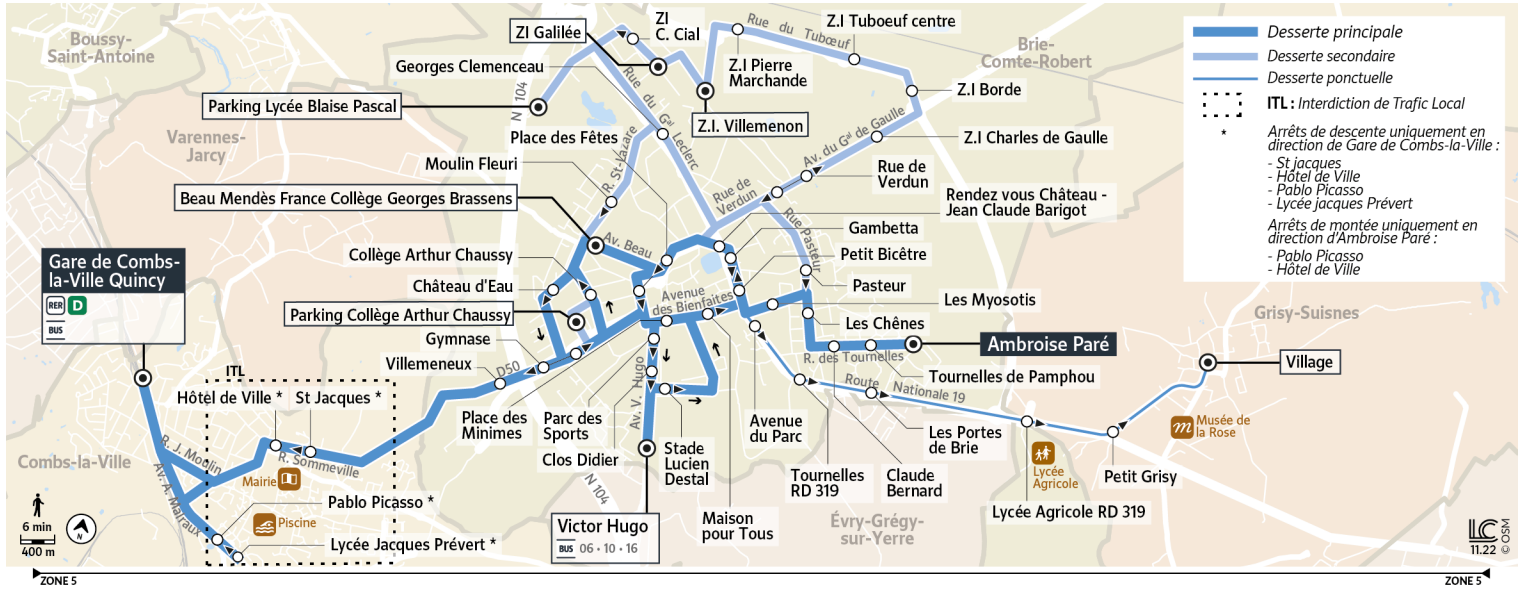 Boussy-
Saint-Antoine
Varennes-
Jarcy
Brie-
Comte-Robert
Grisy-Suisnes
Combs-la-Ville
Évry-Grégy-
sur-Yerre
ZI Galilée
ZI
C. Cial
Z.I Tuboeuf centre
Rue du Tubœuf
Georges Clemenceau
Z.I Pierre
Marchande
Z.I Borde
N 104
Parking Lycée Blaise Pascal
Z.I. Villemenon
Rue du Gal Leclerc
Place des Fêtes
Av. du Gal de Gaulle
Z.I Charles de Gaulle
R. St-Lazare
Moulin Fleuri
Rue de
Verdun
Rue de
Verdun
Beau Mendès France Collège Georges Brassens
Rendez vous Château -
Jean Claude Barigot
Rue Pasteur
Gambetta
Av. Beau
Collège Arthur Chaussy
Petit Bicêtre
Château d'Eau
Pasteur
Avenue
des Bienfaites
Les Myosotis
Parking Collège Arthur Chaussy
Les Chênes
Gymnase
Ambroise Paré
Villemeneux
D50
R. des Tournelles
Tournelles de Pamphou
Village
Route Nationale 19
Gare de Combs-
la-Ville Quincy
RER D
BUS
ITL
Hôtel de Ville *
St Jacques *
Place des
Minimes
Parc des
Sports
Av. V. Hugo
Clos Didier
Stade
Lucien
Destal
Avenue
du Parc
Les Portes
de Brie
Musée de
la Rose
Tournelles
RD 319
Claude
Bernard
Lycée
Agricole
Petit Grisy
Lycée Agricole RD 319
R. J. Moulin
R. Sommeville
Av. A. Malraux
Mairie
Pablo Picasso *
Piscine
Lycée Jacques Prévert *
N 104
Victor Hugo
BUS 06 • 10 • 16
Maison
pour Tous
6 min
400 m
N
Desserte principale
Desserte secondaire
Desserte ponctuelle
ITL : Interdiction de Trafic Local
* Arrêts de descente uniquement en
direction de Gare de Combs-la-Ville :
- St jacques
- Hôtel de Ville
- Pablo Picasso
- Lycée jacques Prévert
Arrêts de montée uniquement en
direction d'Ambroise Paré :
- Pablo Picasso
- Hôtel de Ville
LC
11.22
© OSM
ZONE 5
ZONE 5